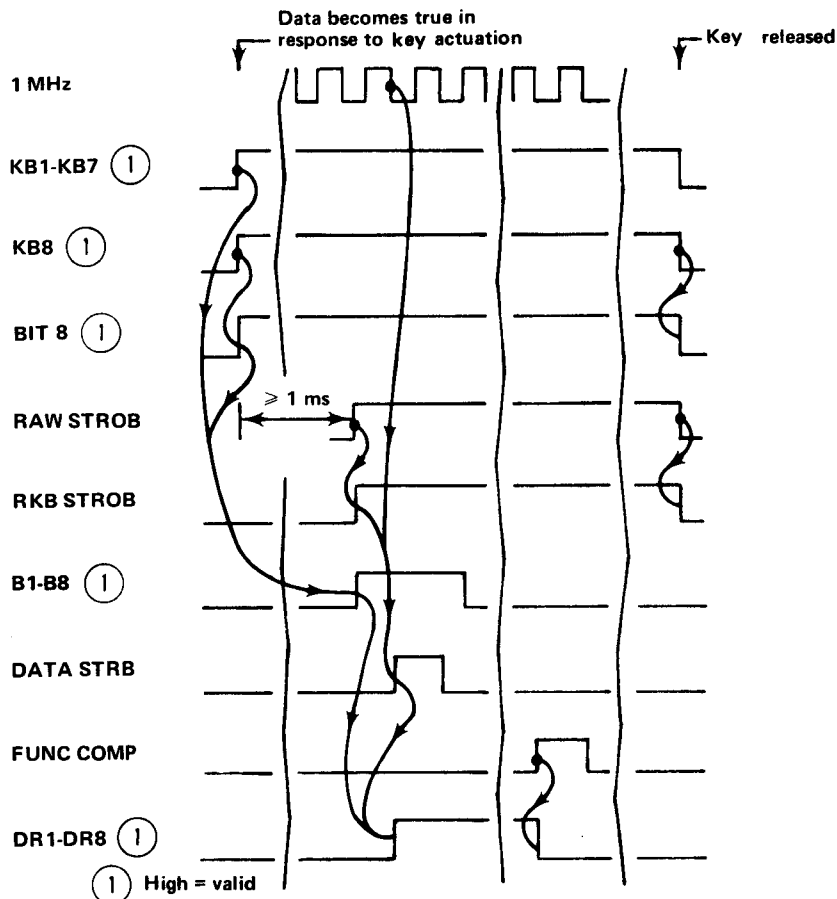 Data becomes true in
response to key actuation
Key released
1 MHz
KB1-KB7 1
KB8 1
BIT 8 1
⩾ 1 ms
RAW STROB
RKB STROB
B1-B8 1
DATA STRB
FUNC COMP
DR1-DR8 1
1 High = valid